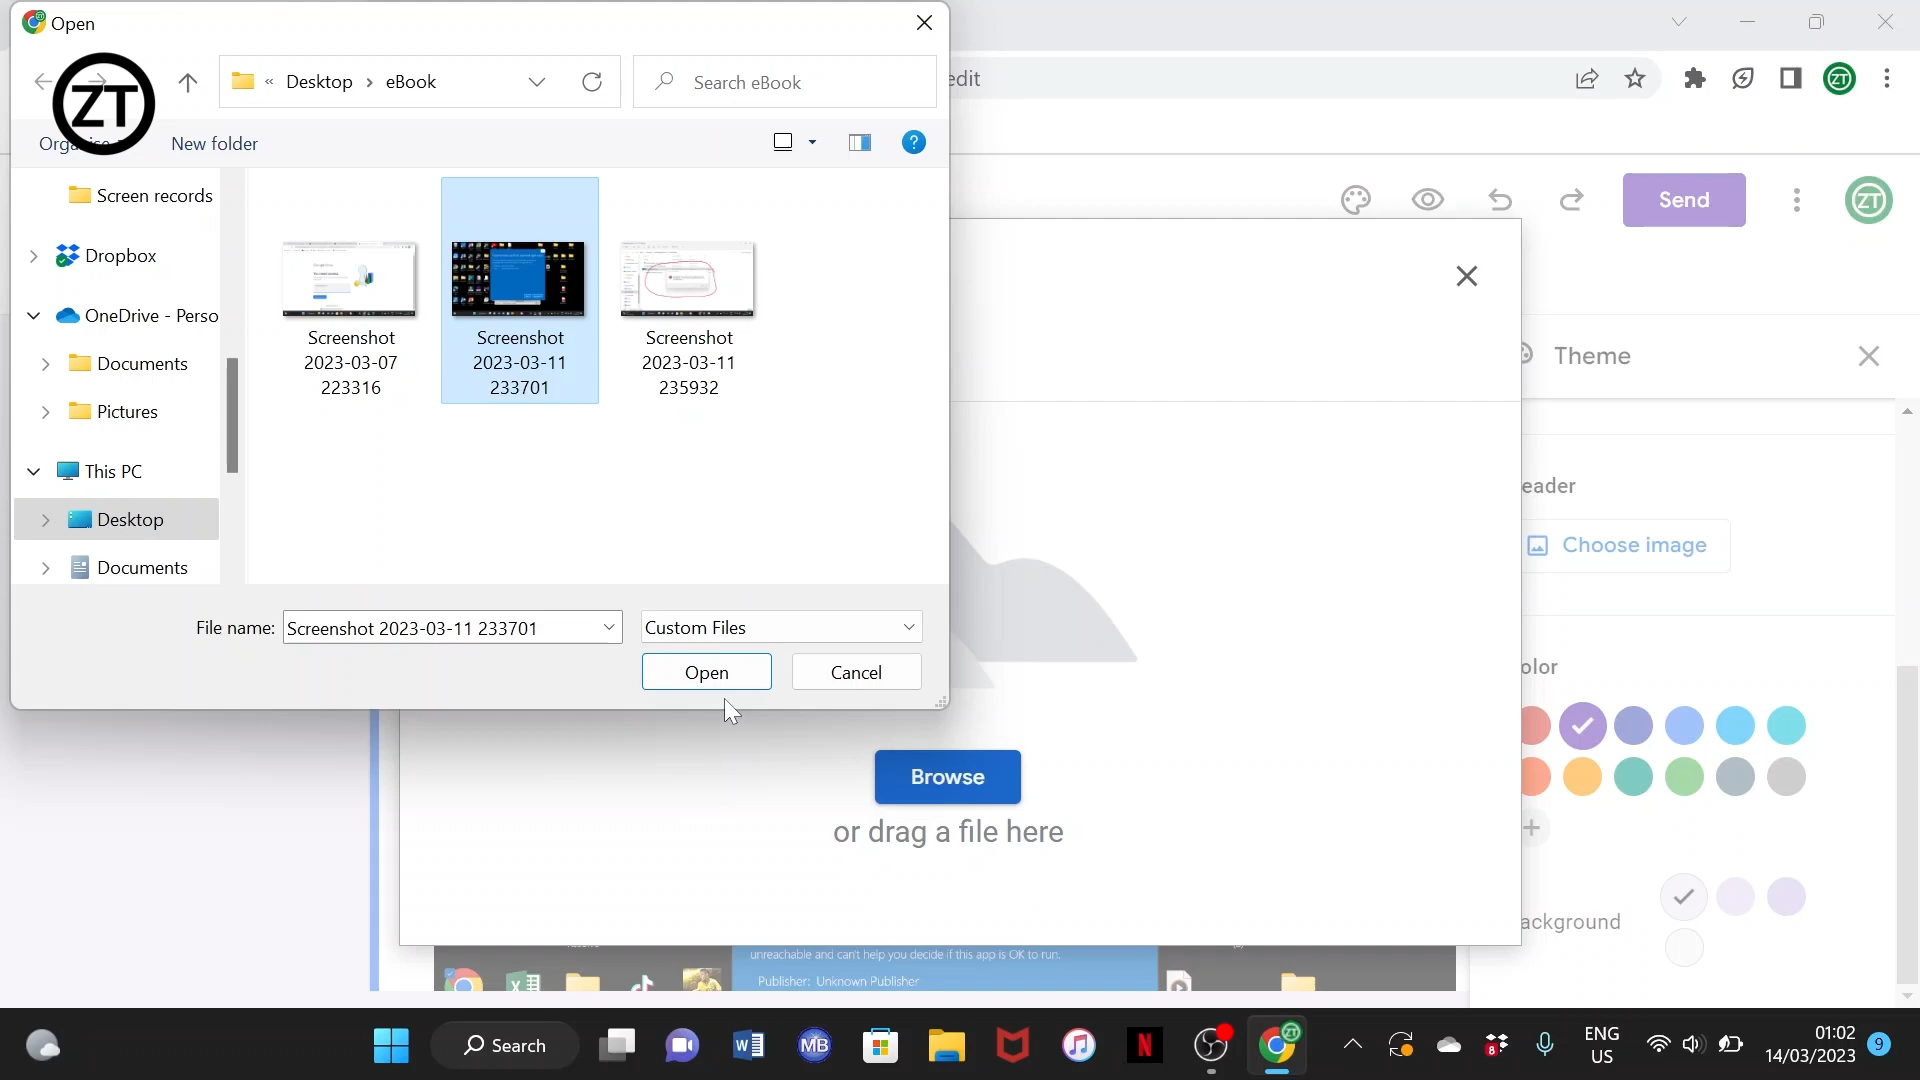 Open
ZT
« Desktop > eBook
Search eBook
edit
New folder
Screen records
Dropbox
OneDrive - Perso
Documents
Pictures
This PC
Desktop
Documents
Screenshot
2023-03-07
223316
Screenshot
2023-03-11
233701
Screenshot
2023-03-11
235932
File name: Screenshot 2023-03-11 233701
Custom Files
Open
Cancel
Send
ZT
Theme
eader
Choose image
olor
ackground
Browse
or drag a file here
unreachable and can't help you decide if this app is OK to run.
Publisher: Unknown Publisher
Search
MB
N
8
ENG
US
01:02
14/03/2023
9